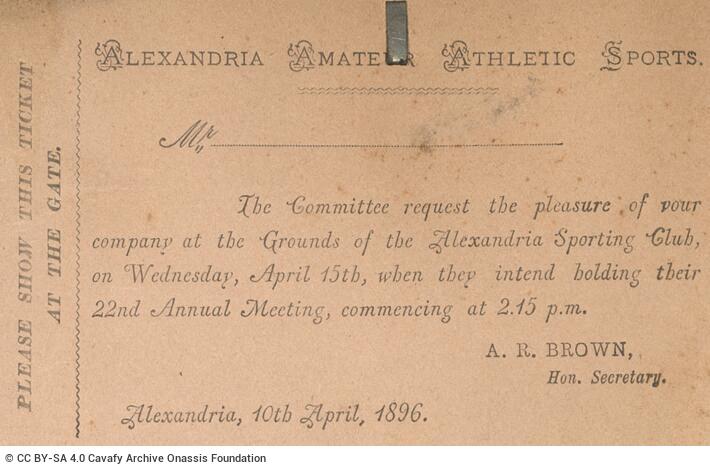 PLEASE SHOW THIS TICKET
AT THE GATE.
ALEXANDRIA AMATEUR ATHLETIC SPORTS.
Mr
The Committee request the pleasure of your
company at the Grounds of the Alexandria Sporting Club,
on Wednesday, April 15th, when they intend holding their
22nd Annual Meeting, commencing at 2.15 p.m.
A. R. BROWN,
Hon. Secretary.
Alexandria, 10th April, 1896.
© CC BY-SA 4.0 Cavafy Archive Onassis Foundation